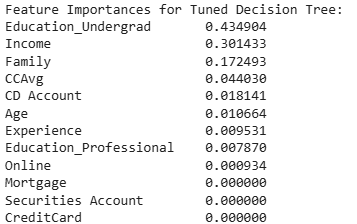 Feature Importances for Tuned Decision Tree:
Education_Undergrad 0.434904
Income 0.301433
Family 0.172493
CCAvg 0.044030
CD Account 0.018141
Age 0.010664
Experience 0.009531
Education_Professional 0.007870
Online 0.000934
Mortgage 0.000000
Securities Account 0.000000
CreditCard 0.000000